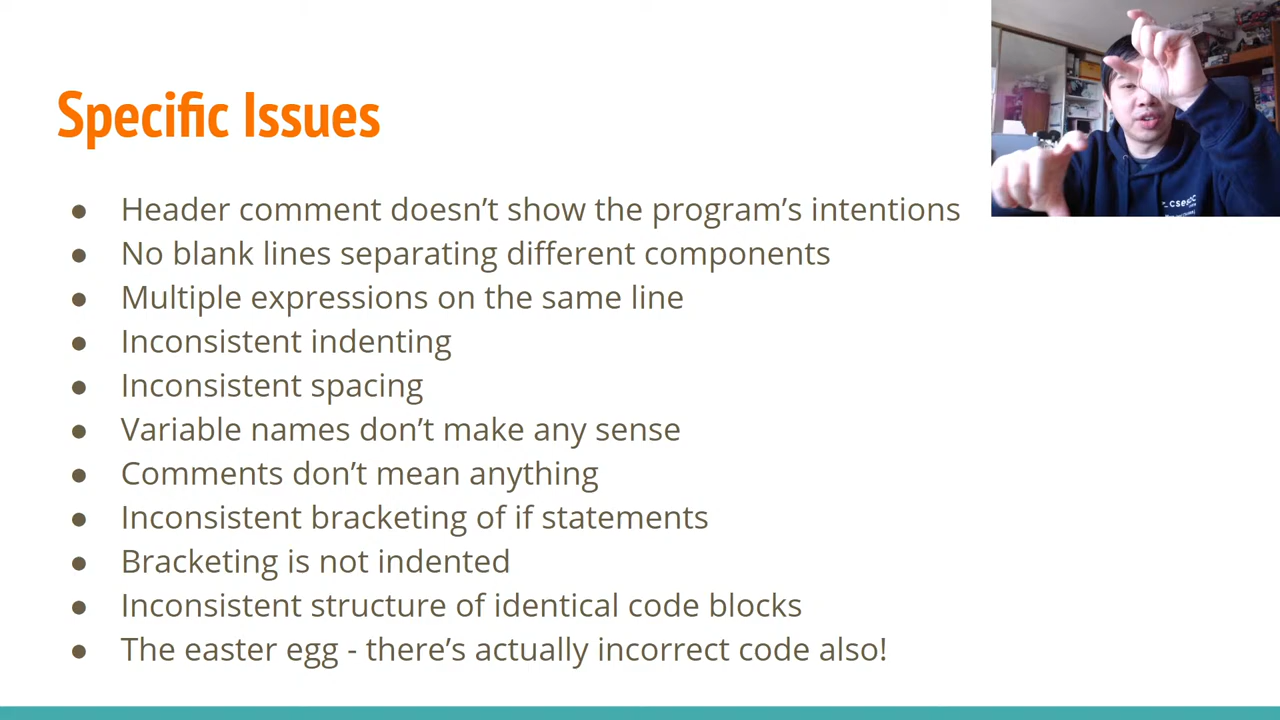 Specific Issues
● Header comment doesn’t show the program’s intentions
● No blank lines separating different components
● Multiple expressions on the same line
● Inconsistent indenting
● Inconsistent spacing
● Variable names don’t make any sense
● Comments don’t mean anything
● Inconsistent bracketing of if statements
● Bracketing is not indented
● Inconsistent structure of identical code blocks
● The easter egg - there’s actually incorrect code also!